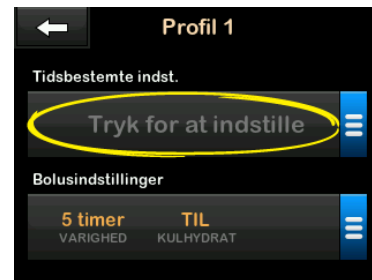 Profil 1
Tidsbestemte indst.
Tryk for at indstille
Bolusindstillinger
5 timer TIL
VARIGHED KULHYDRAT